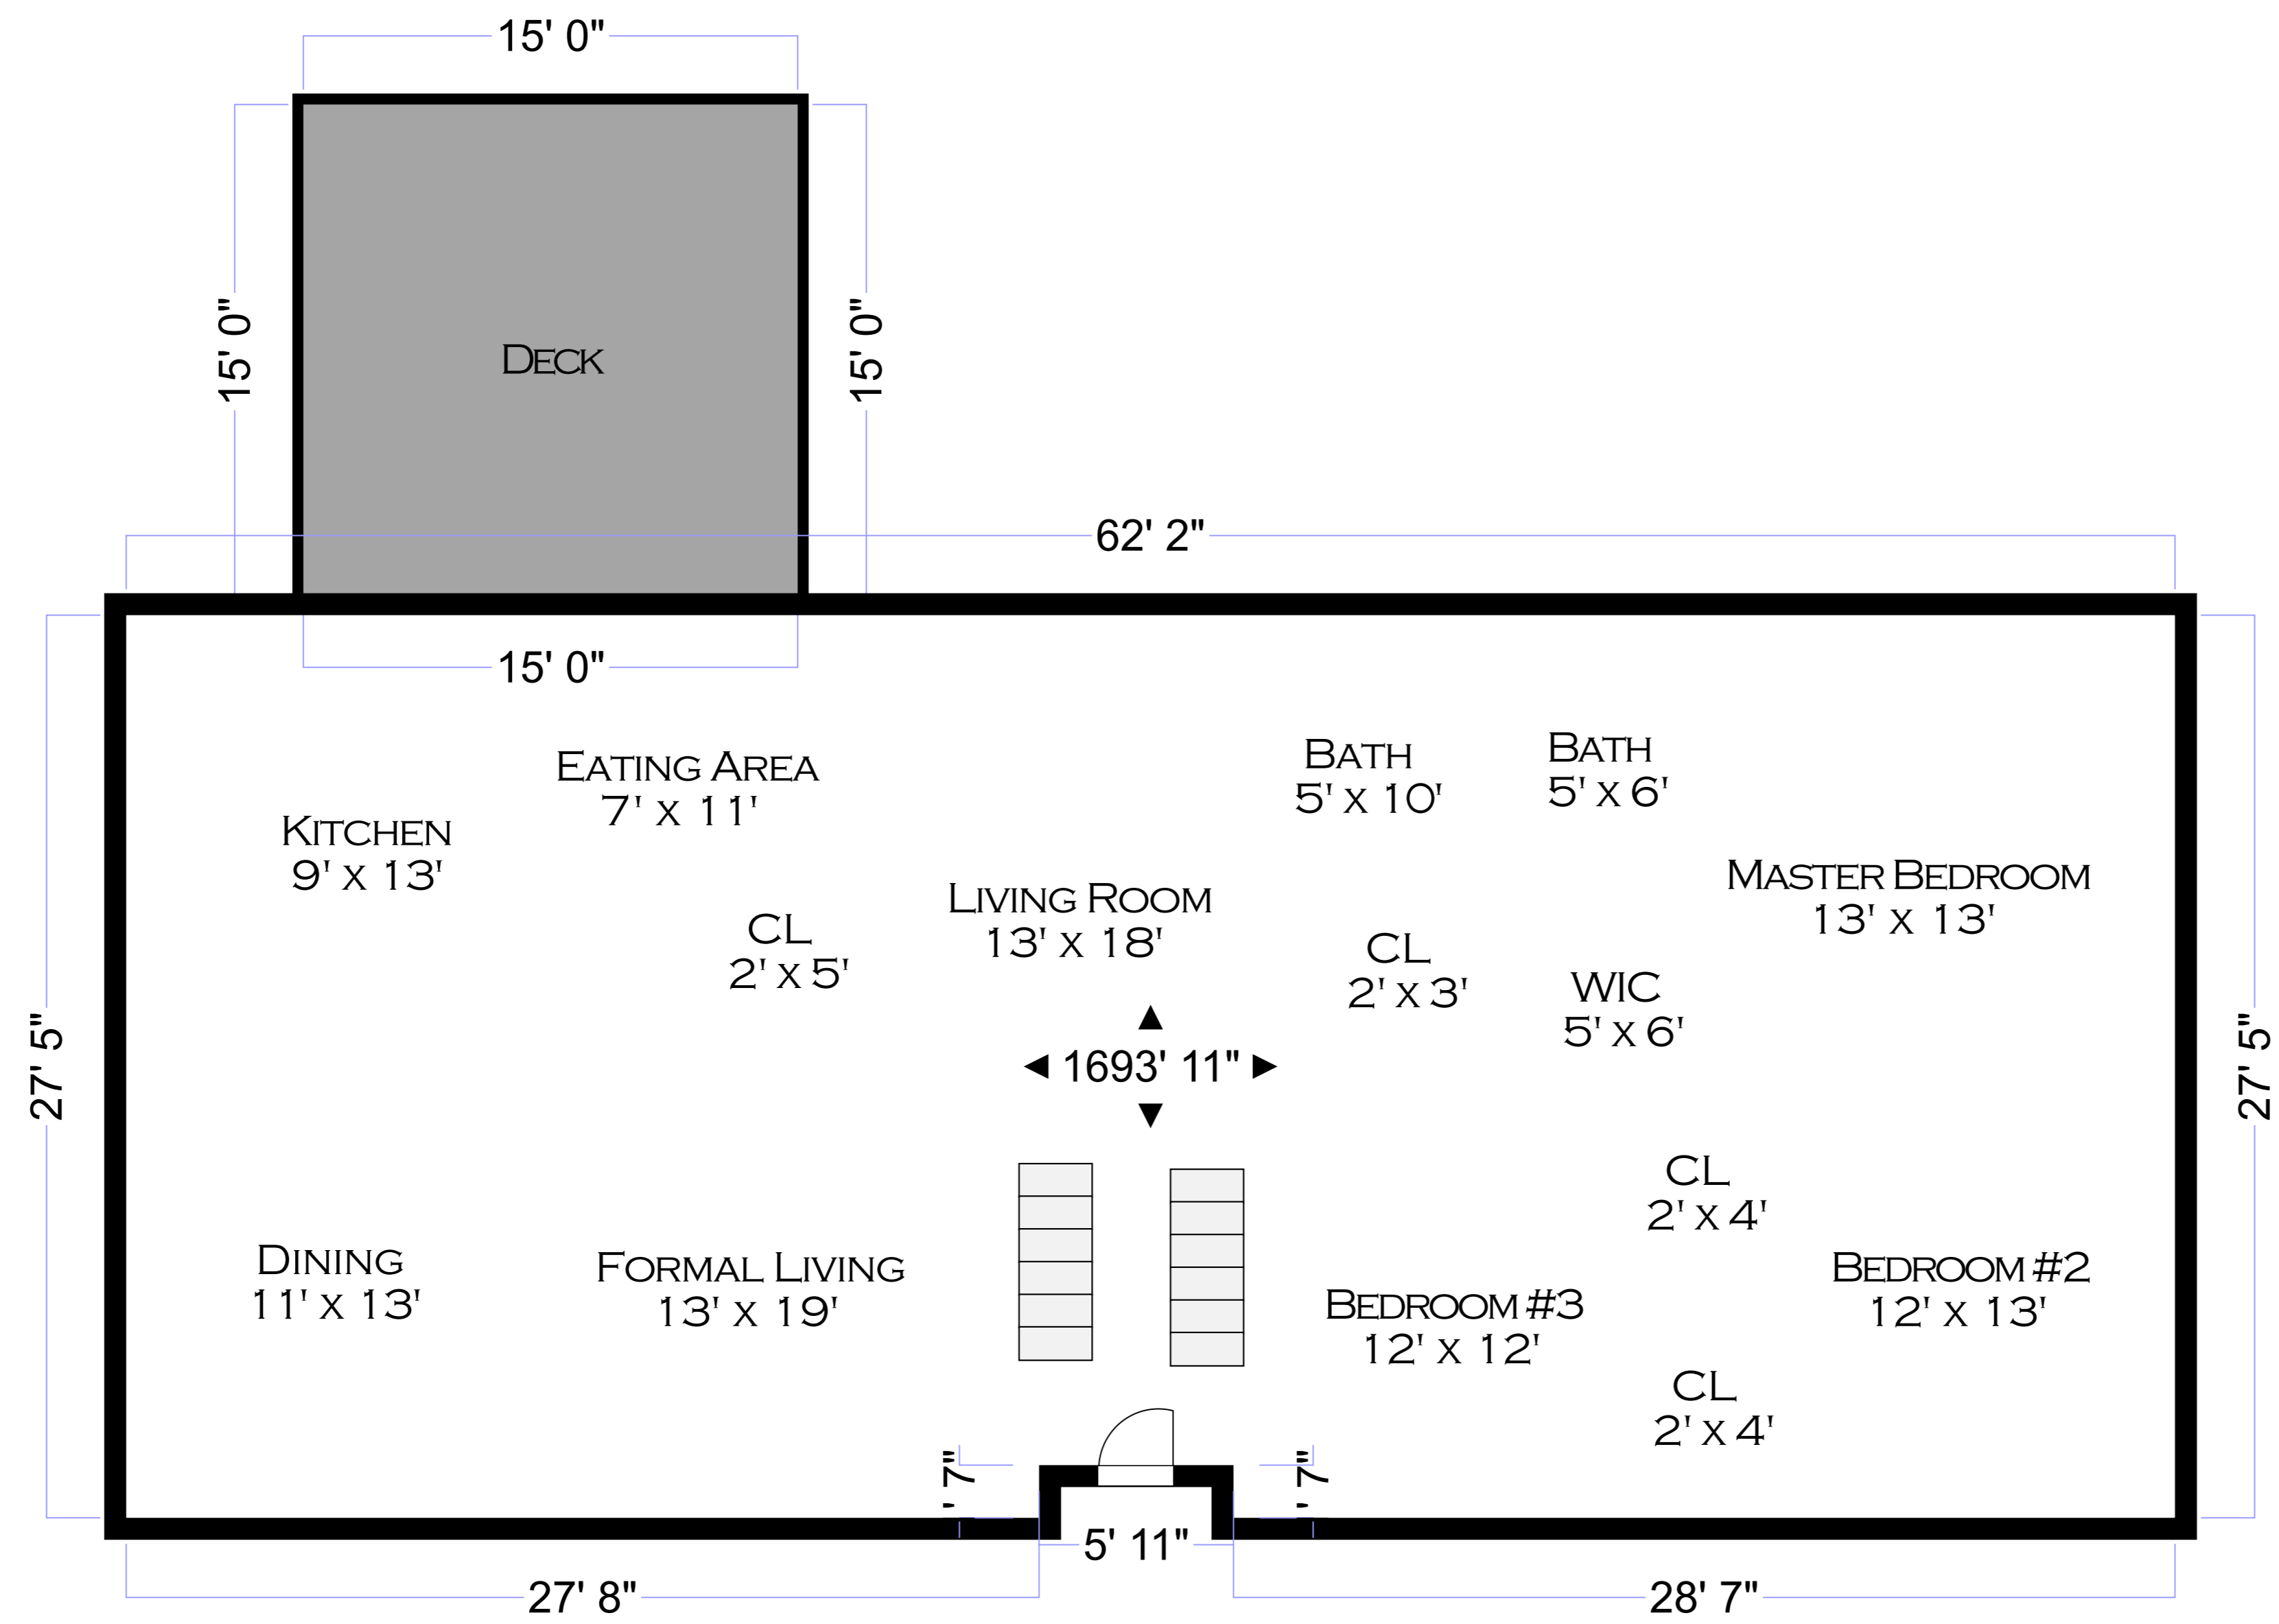 15' 0"
15' 0"
15' 0"
DECK
62' 2"
15' 0"
BATH
5' X 6'
BATH
5' X 10'
EATING AREA
7' X 11'
KITCHEN
9' X 13'
MASTER BEDROOM
13' X 13'
LIVING ROOM
13' X 18'
CL
2' X 5'
CL
2' X 3'
WIC
5' X 6'
27' 5"
1693' 11"
27' 5"
CL
2' X 4'
DINING
11' X 13'
FORMAL LIVING
13' X 19'
BEDROOM #2
12' X 13'
BEDROOM #3
12' X 12'
CL
2' X 4'
' 7"
' 7"
5' 11"
27' 8"
28' 7"